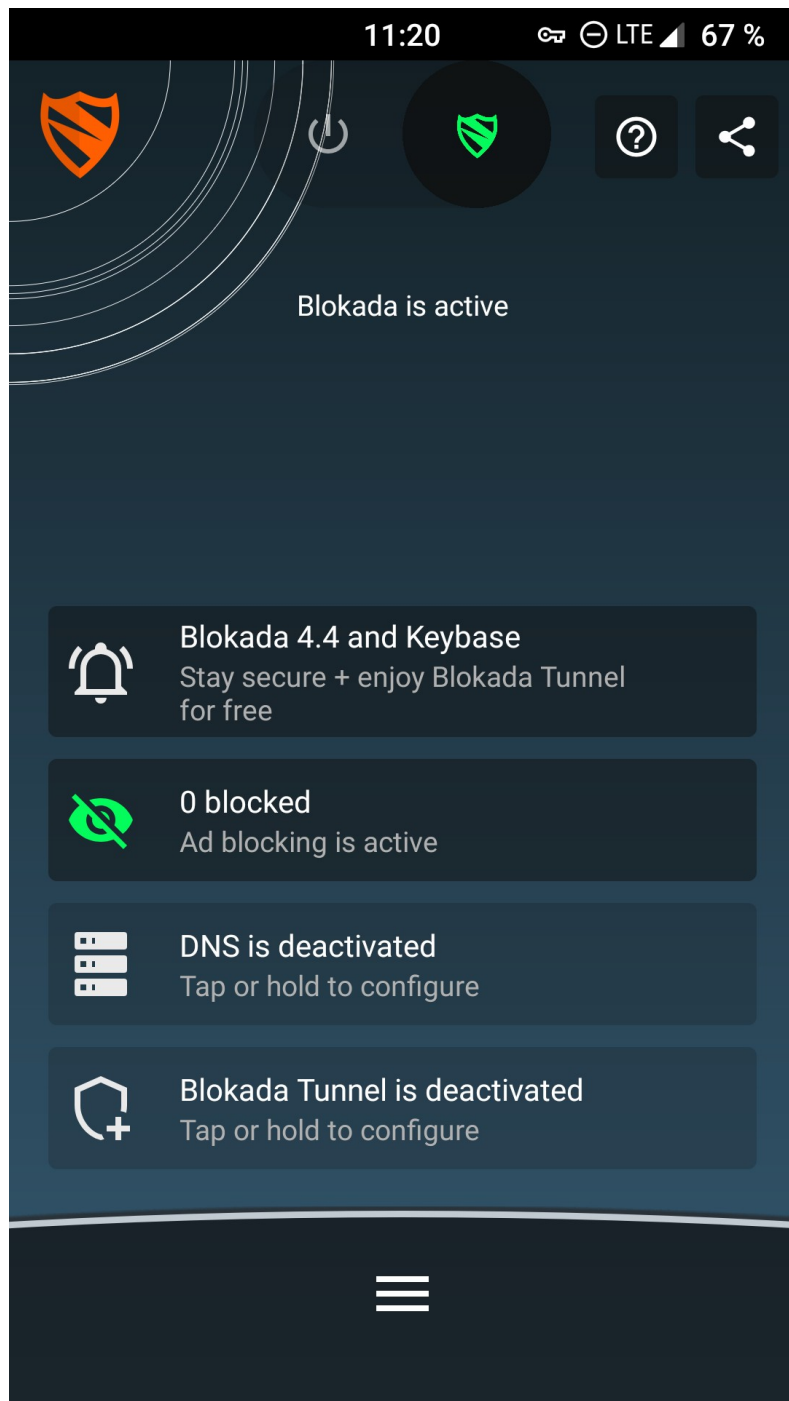 11:20 LTE 67 %
Blokada is active
Blokada 4.4 and Keybase
Stay secure + enjoy Blokada Tunnel
for free
0 blocked
Ad blocking is active
DNS is deactivated
Tap or hold to configure
Blokada Tunnel is deactivated
Tap or hold to configure